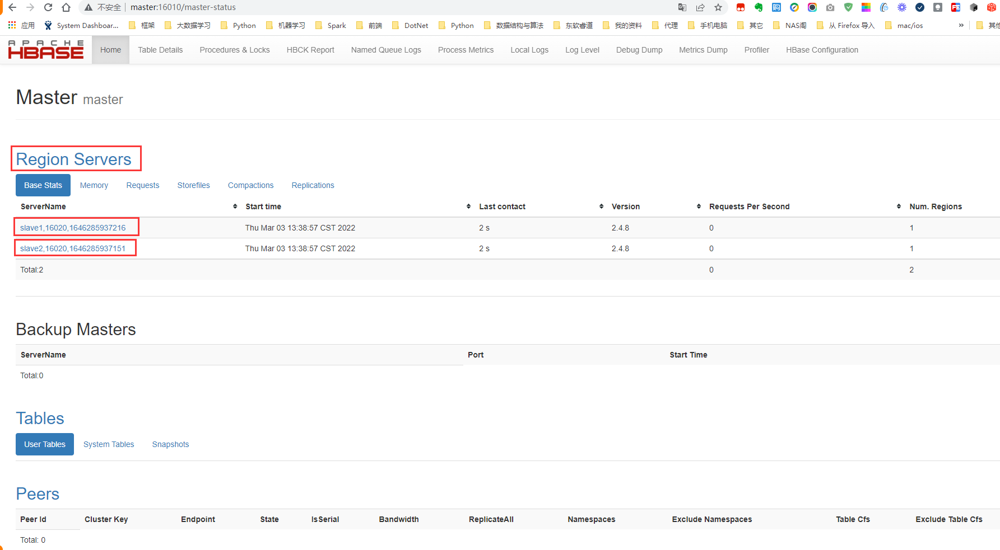 不安全 master:16010/master-status
应用 System Dashboar... 框架 大数据学习 Python 机器学习 Spark 前端 DotNet Python 数据结构与算法 东软睿道 我的资料 代理 手机电脑 其它 NAS阁 从 Firefox 导入 mac/ios » 其他
APACHE
HBASE Home Table Details Procedures & Locks HBCK Report Named Queue Logs Process Metrics Local Logs Log Level Debug Dump Metrics Dump Profiler HBase Configuration
Master master
Region Servers
Base Stats Memory Requests Storefiles Compactions Replications
ServerName Start time Last contact Version Requests Per Second Num. Regions
slave1,16020,1646285937216 Thu Mar 03 13:38:57 CST 2022 2 s 2.4.8 0 1
slave2,16020,1646285937151 Thu Mar 03 13:38:57 CST 2022 2 s 2.4.8 0 1
Total:2 0 2
Backup Masters
ServerName Port Start Time
Total:0
Tables
User Tables System Tables Snapshots
Peers
Peer Id Cluster Key Endpoint State IsSerial Bandwidth ReplicateAll Namespaces Exclude Namespaces Table Cfs Exclude Table Cfs
Total: 0